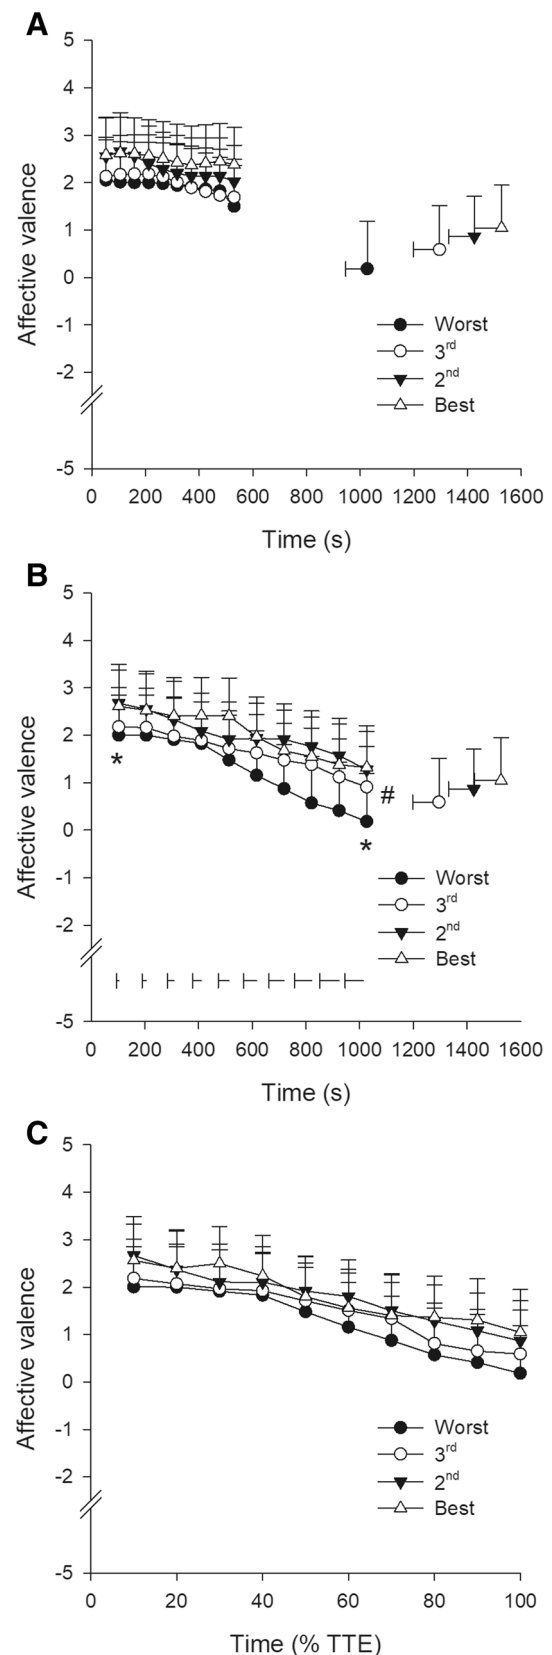 A
5
4
3
2
1
0
-1
-2
-5
Affective valence
Worst
3rd
2nd
Best
0 200 400 600 800 1000 1200 1400 1600
Time (s)
B
5
4
3
2
1
0
-1
-2
-5
Affective valence
*
#
*
Worst
3rd
2nd
Best
0 200 400 600 800 1000 1200 1400 1600
Time (s)
C
5
4
3
2
1
0
-1
-2
-5
Affective valence
Worst
3rd
2nd
Best
0 20 40 60 80 100
Time (% TTE)